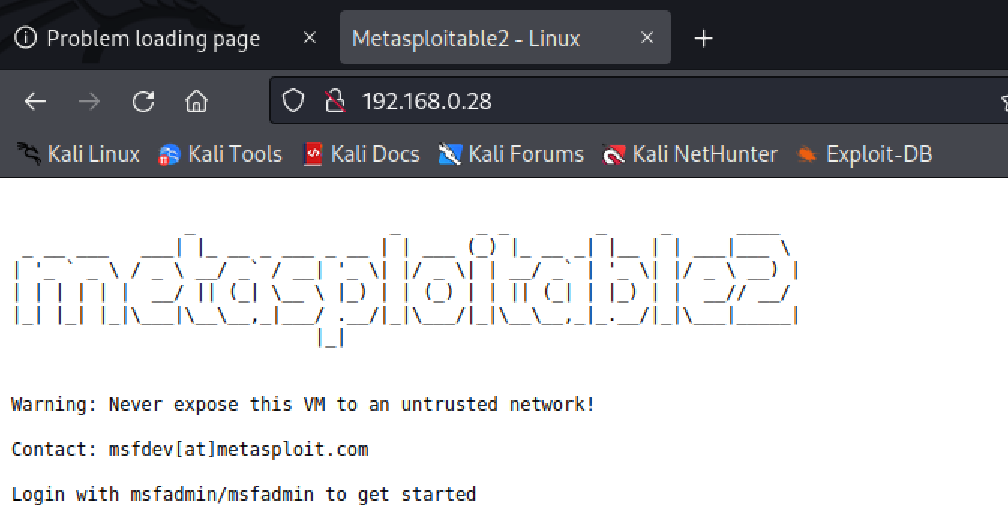 Problem loading page
Metasploitable2 - Linux
192.168.0.28
Kali Linux Kali Tools Kali Docs Kali Forums Kali NetHunter Exploit-DB
metasploitable2
Warning: Never expose this VM to an untrusted network!
Contact: msfdev[at]metasploit.com
Login with msfadmin/msfadmin to get started